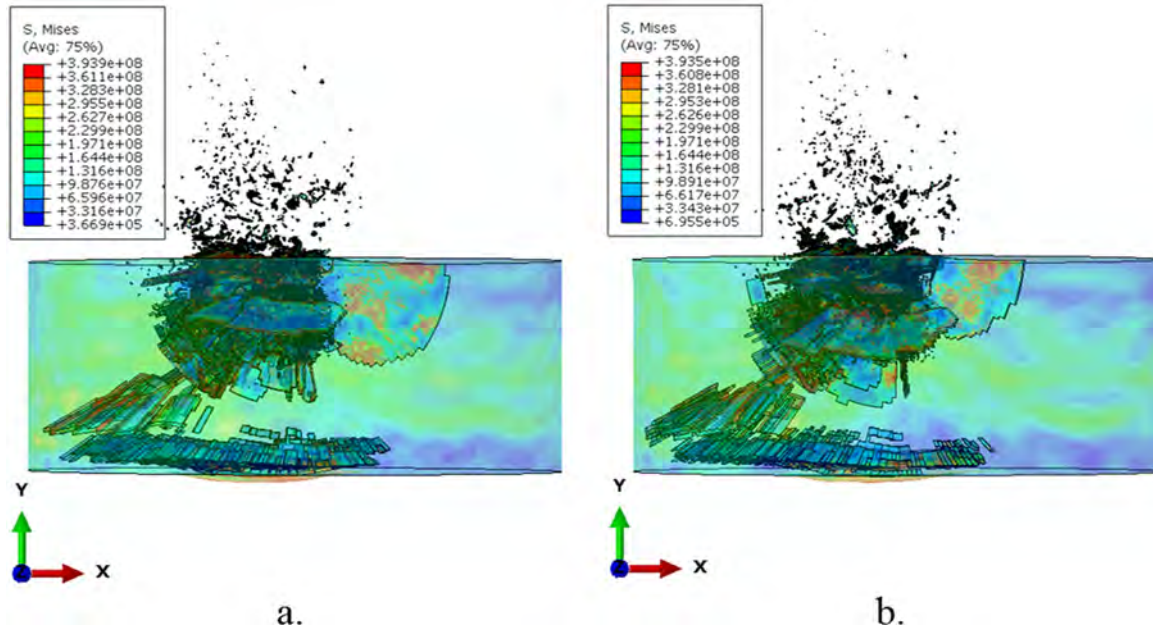 S, Mises
(Avg: 75%)
+3.939e+08
+3.611e+08
+3.283e+08
+2.955e+08
+2.627e+08
+2.299e+08
+1.971e+08
+1.644e+08
+1.316e+08
+9.876e+07
+6.596e+07
+3.316e+07
+3.669e+05
Y
Z
X
a.
S, Mises
(Avg: 75%)
+3.935e+08
+3.608e+08
+3.281e+08
+2.953e+08
+2.626e+08
+2.299e+08
+1.971e+08
+1.644e+08
+1.316e+08
+9.891e+07
+6.617e+07
+3.343e+07
+6.955e+05
Y
Z
X
b.